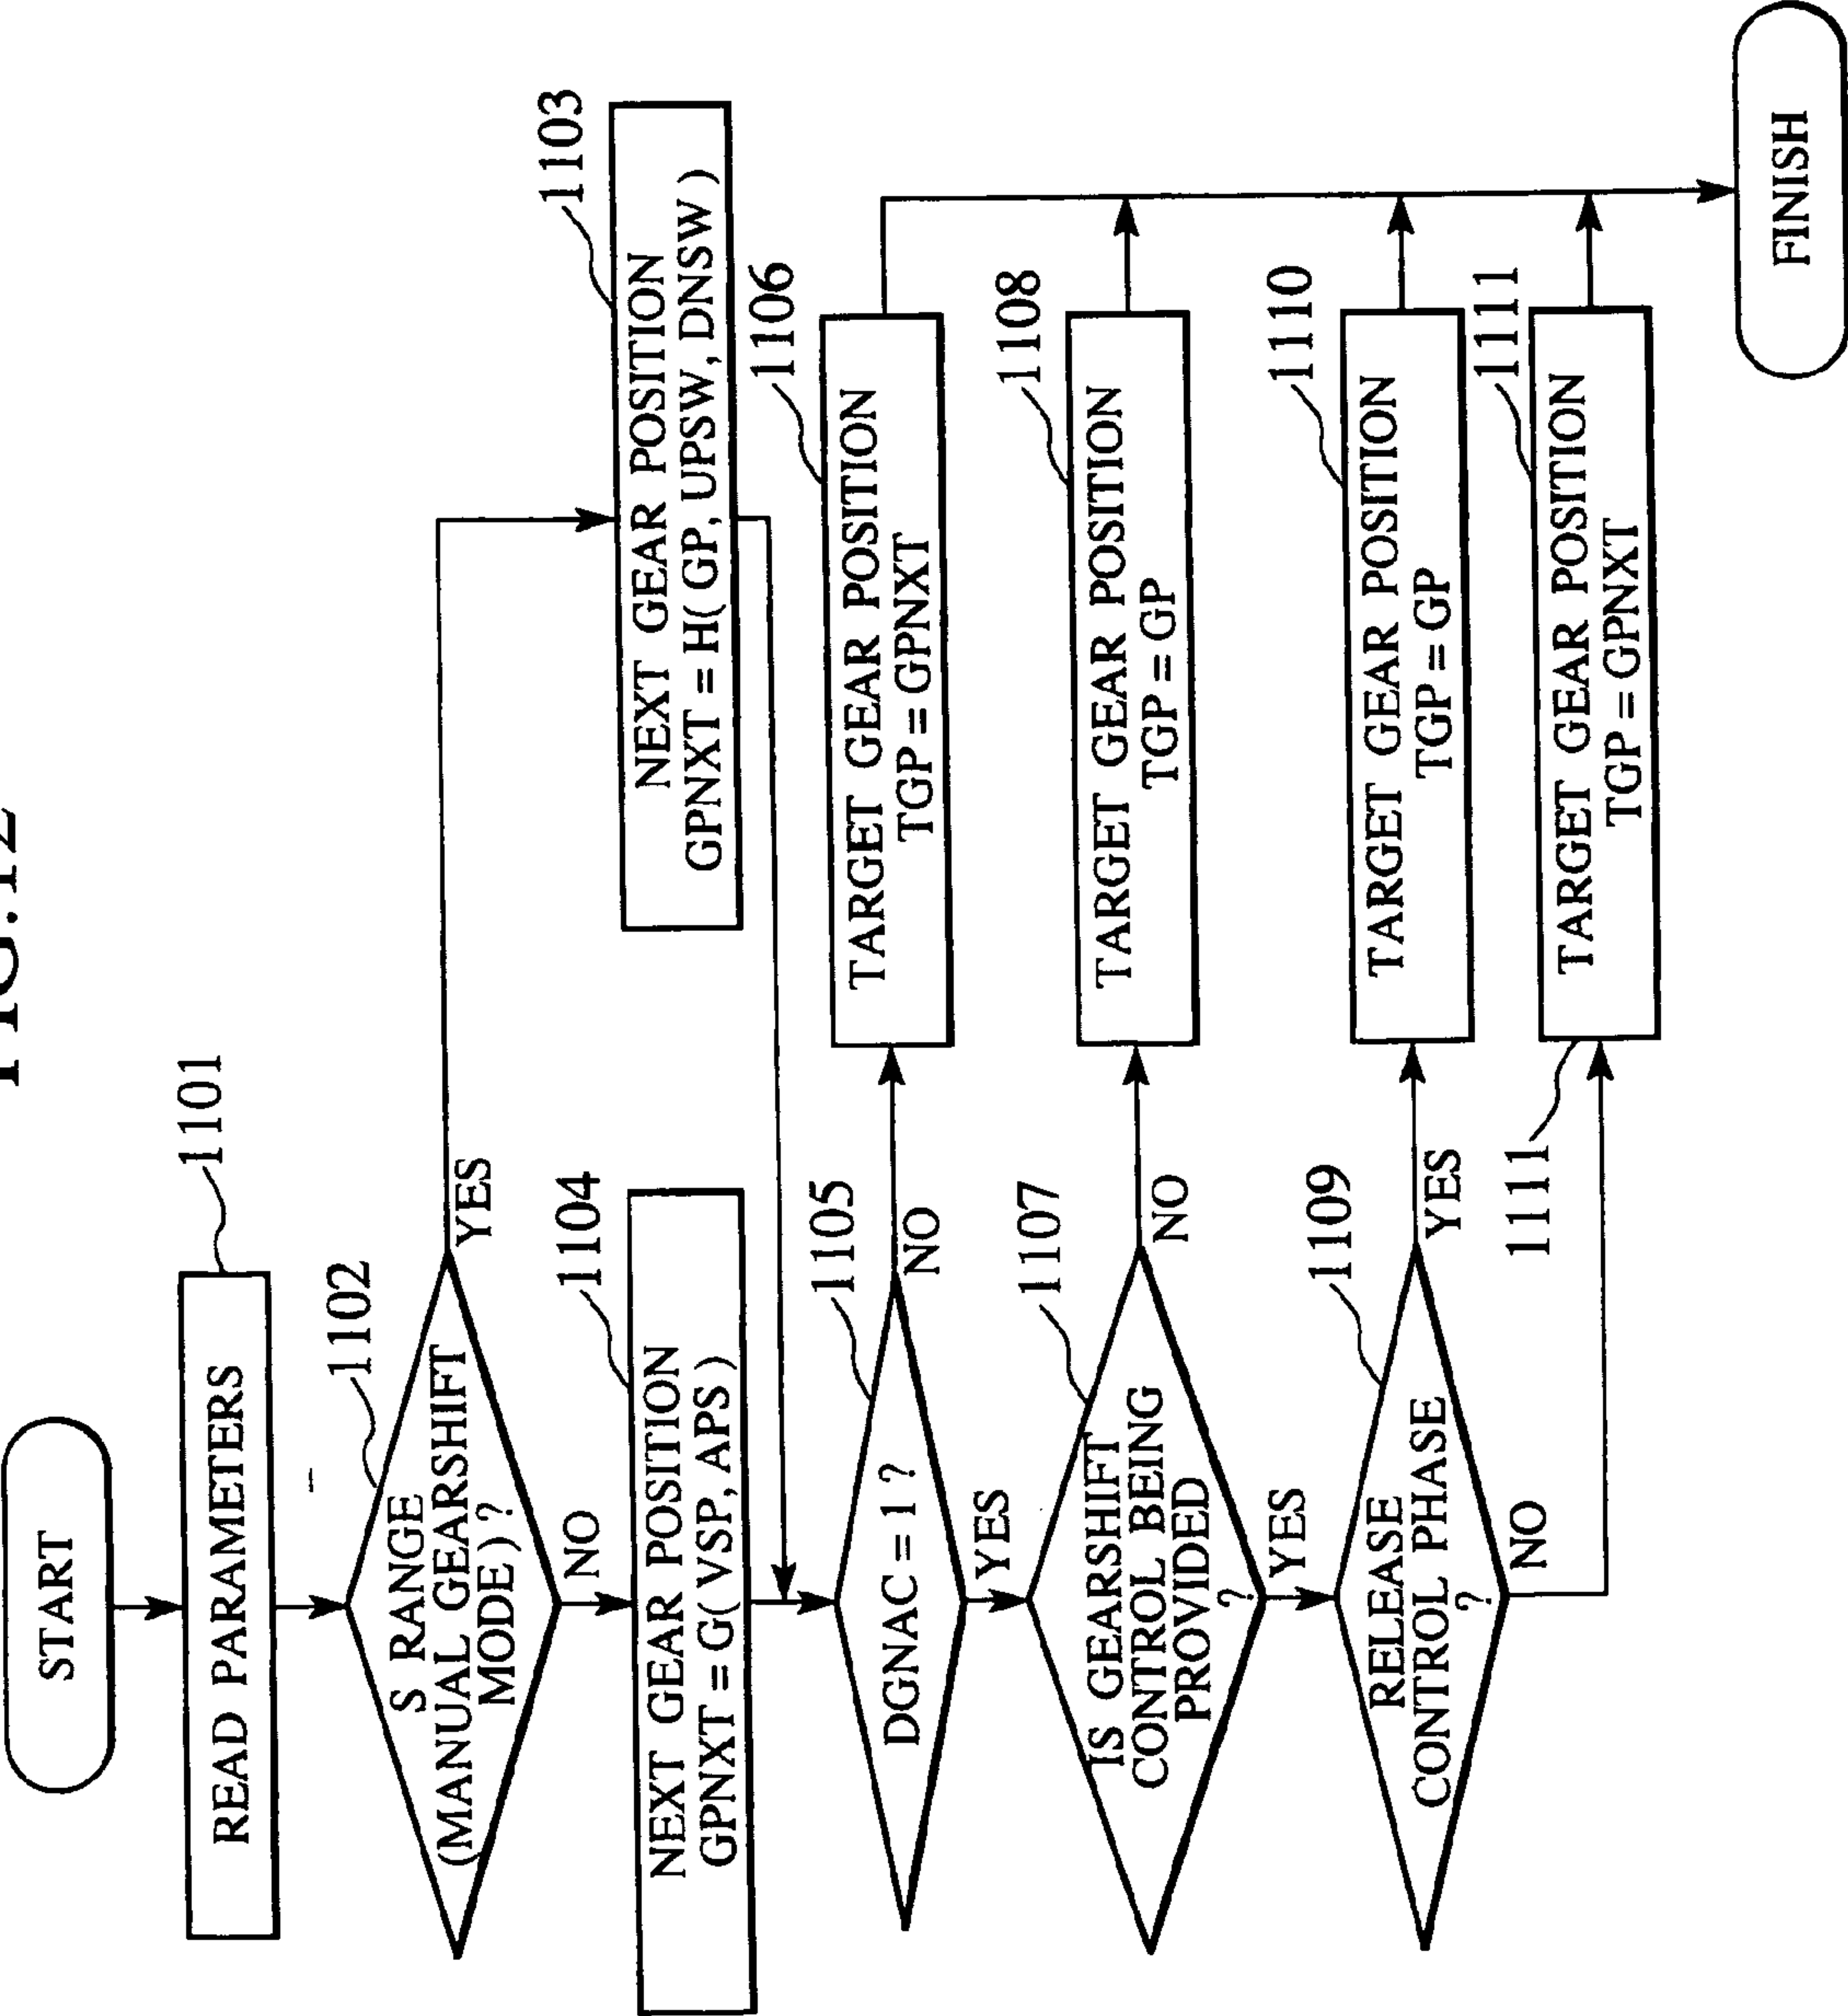 FIG.12
START
1101
READ PARAMETERS
1102
S RANGE
(MANUAL GEARSHIFT
MODE)?
YES
NO
1103
NEXT GEAR POSITION
GPNXT = H( GP, UPSW, DNSW )
1104
NEXT GEAR POSITION
GPNXT = G( VSP, APS )
1105
DGNAC = 1 ?
NO
YES
1106
TARGET GEAR POSITION
TGP = GPNXT
1107
IS GEARSHIFT
CONTROL BEING
PROVIDED
?
NO
YES
1108
TARGET GEAR POSITION
TGP = GP
1109
RELEASE
CONTROL PHASE
?
YES
NO
1110
TARGET GEAR POSITION
TGP = GP
1111
1111
TARGET GEAR POSITION
TGP = GPNXT
FINISH